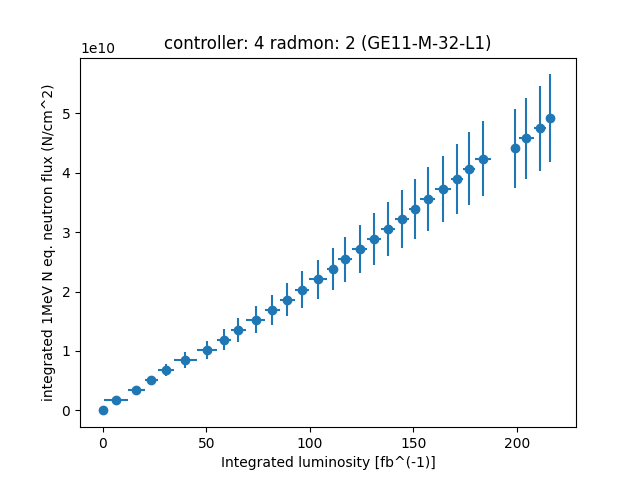 controller: 4 radmon: 2 (GE11-M-32-L1)
1e10
integrated 1MeV N eq. neutron flux (N/cm^2)
5
4
3
2
1
0
0 50 100 150 200
Integrated luminosity [fb^(-1)]